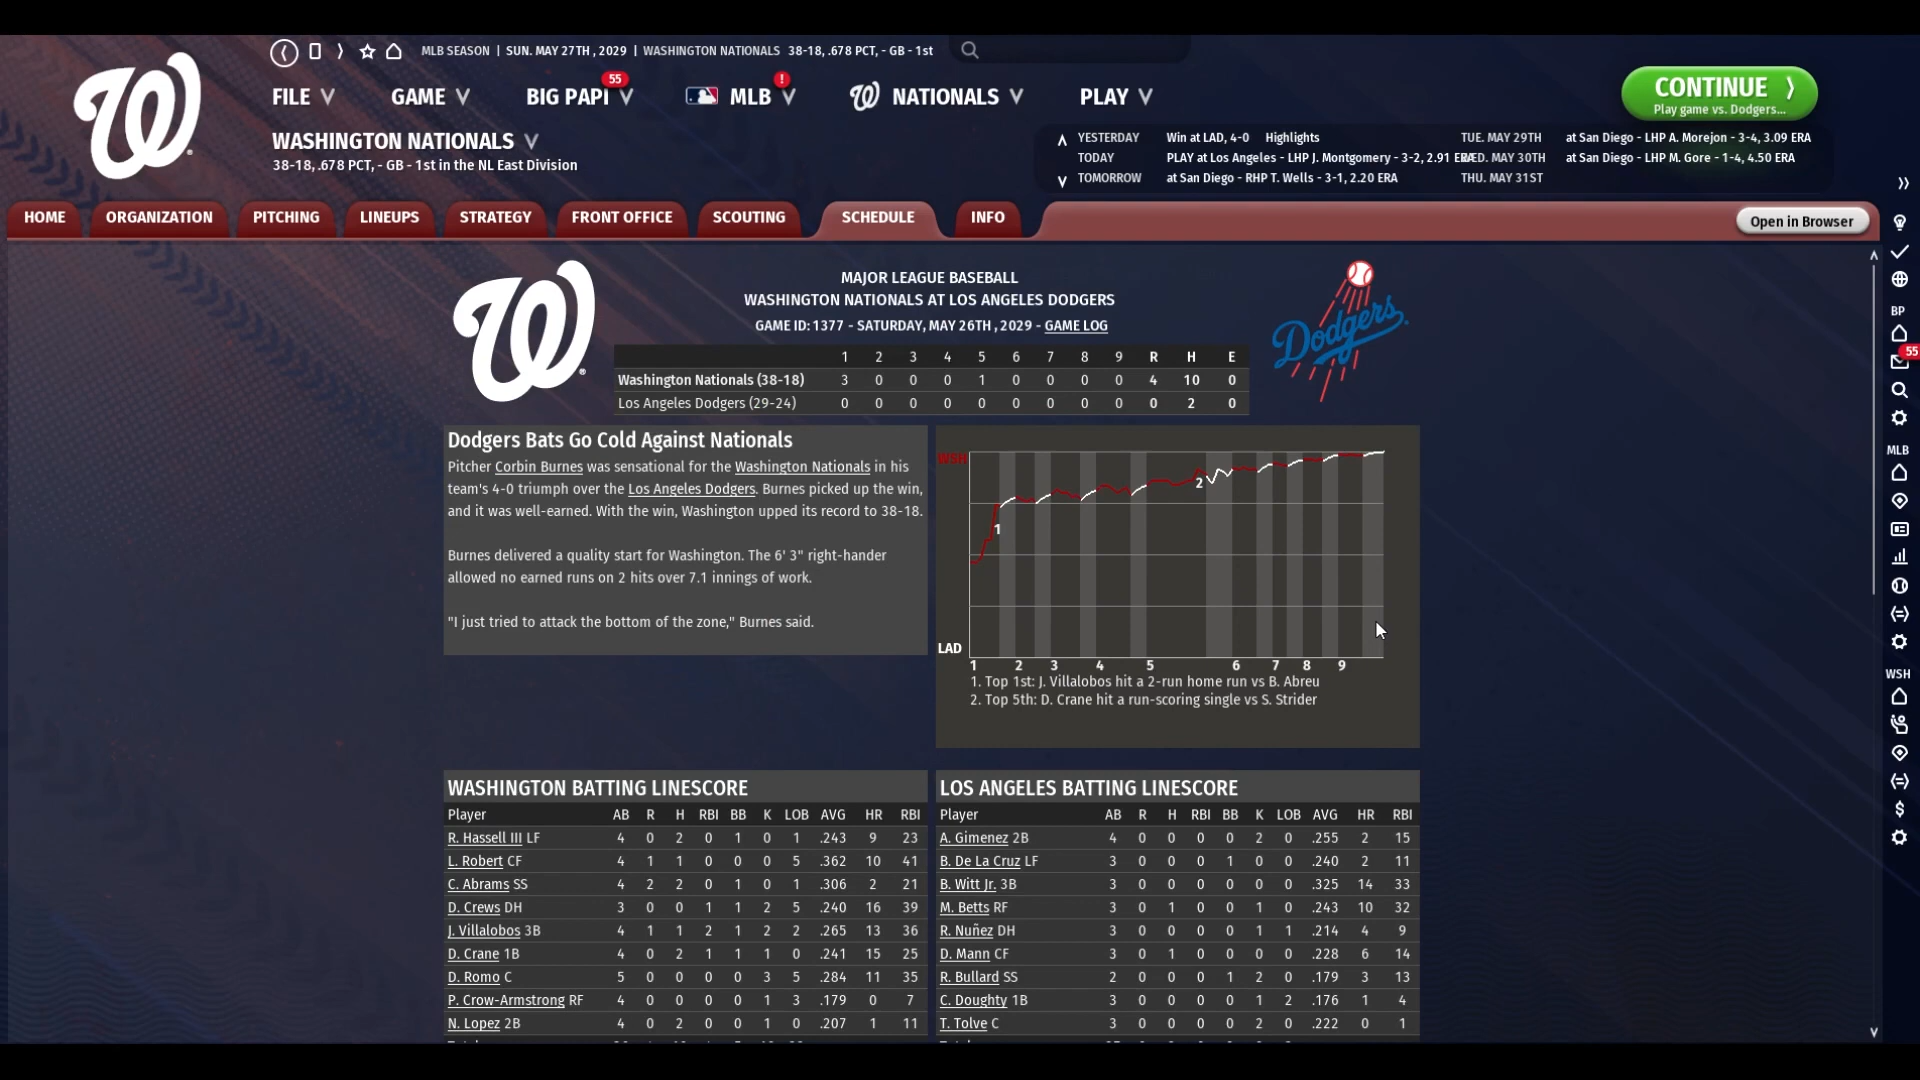 MLB SEASON | SUN. MAY 27TH , 2029 | WASHINGTON NATIONALS 38-18, .678 PCT, - GB - 1st
FILE GAME BIG PAPI 55 MLB ! NATIONALS PLAY
CONTINUE
Play game vs. Dodgers...
WASHINGTON NATIONALS
38-18, .678 PCT, - GB - 1st in the NL East Division
YESTERDAY Win at LAD, 4-0 Highlights TUE. MAY 29TH at San Diego - LHP A. Morejon - 3-4, 3.09 ERA
TODAY PLAY at Los Angeles - LHP J. Montgomery - 3-2, 2.91 MAY 30TH at San Diego - LHP M. Gore - 1-4, 4.50 ERA
TOMORROW at San Diego - RHP T. Wells - 3-1, 2.20 ERA THU. MAY 31ST
HOME ORGANIZATION PITCHING LINEUPS STRATEGY FRONT OFFICE SCOUTING SCHEDULE INFO Open in Browser
MAJOR LEAGUE BASEBALL
WASHINGTON NATIONALS AT LOS ANGELES DODGERS
GAME ID: 1377 - SATURDAY, MAY 26TH , 2029 - GAME LOG
Dodgers
1 2 3 4 5 6 7 8 9 R H E
Washington Nationals (38-18) 3 0 0 0 1 0 0 0 0 4 10 0
Los Angeles Dodgers (29-24) 0 0 0 0 0 0 0 0 0 0 2 0
Dodgers Bats Go Cold Against Nationals
Pitcher Corbin Burnes was sensational for the Washington Nationals in his
team's 4-0 triumph over the Los Angeles Dodgers. Burnes picked up the win,
and it was well-earned. With the win, Washington upped its record to 38-18.
Burnes delivered a quality start for Washington. The 6' 3" right-hander
allowed no earned runs on 2 hits over 7.1 innings of work.
"I just tried to attack the bottom of the zone," Burnes said.
WSH
1
2
LAD
1 2 3 4 5 6 7 8 9
1. Top 1st: J. Villalobos hit a 2-run home run vs B. Abreu
2. Top 5th: D. Crane hit a run-scoring single vs S. Strider
WASHINGTON BATTING LINESCORE
Player AB R H RBI BB K LOB AVG HR RBI
R. Hassell III LF 4 0 2 0 1 0 1 .243 9 23
L. Robert CF 4 1 1 0 0 0 5 .362 10 41
C. Abrams SS 4 2 2 0 1 0 1 .306 2 21
D. Crews DH 3 0 0 1 1 2 5 .240 16 39
J. Villalobos 3B 4 1 1 2 1 2 2 .265 13 36
D. Crane 1B 4 0 2 1 1 1 0 .241 15 25
D. Romo C 5 0 0 0 0 3 5 .284 11 35
P. Crow-Armstrong RF 4 0 0 0 0 1 3 .179 0 7
N. Lopez 2B 4 0 2 0 0 1 0 .207 1 11
LOS ANGELES BATTING LINESCORE
Player AB R H RBI BB K LOB AVG HR RBI
A. Gimenez 2B 4 0 0 0 0 2 0 .255 2 15
B. De La Cruz LF 3 0 0 0 1 0 0 .240 2 11
B. Witt Jr. 3B 3 0 0 0 0 0 0 .325 14 33
M. Betts RF 3 0 1 0 0 1 0 .243 10 32
R. Nuñez DH 3 0 0 0 0 1 1 .214 4 9
D. Mann CF 3 0 1 0 0 0 0 .228 6 14
R. Bullard SS 2 0 0 0 1 2 0 .179 3 13
C. Doughty 1B 3 0 0 0 0 1 2 .176 1 4
T. Tolve C 3 0 0 0 0 2 0 .222 0 1
BP
55
MLB
WSH